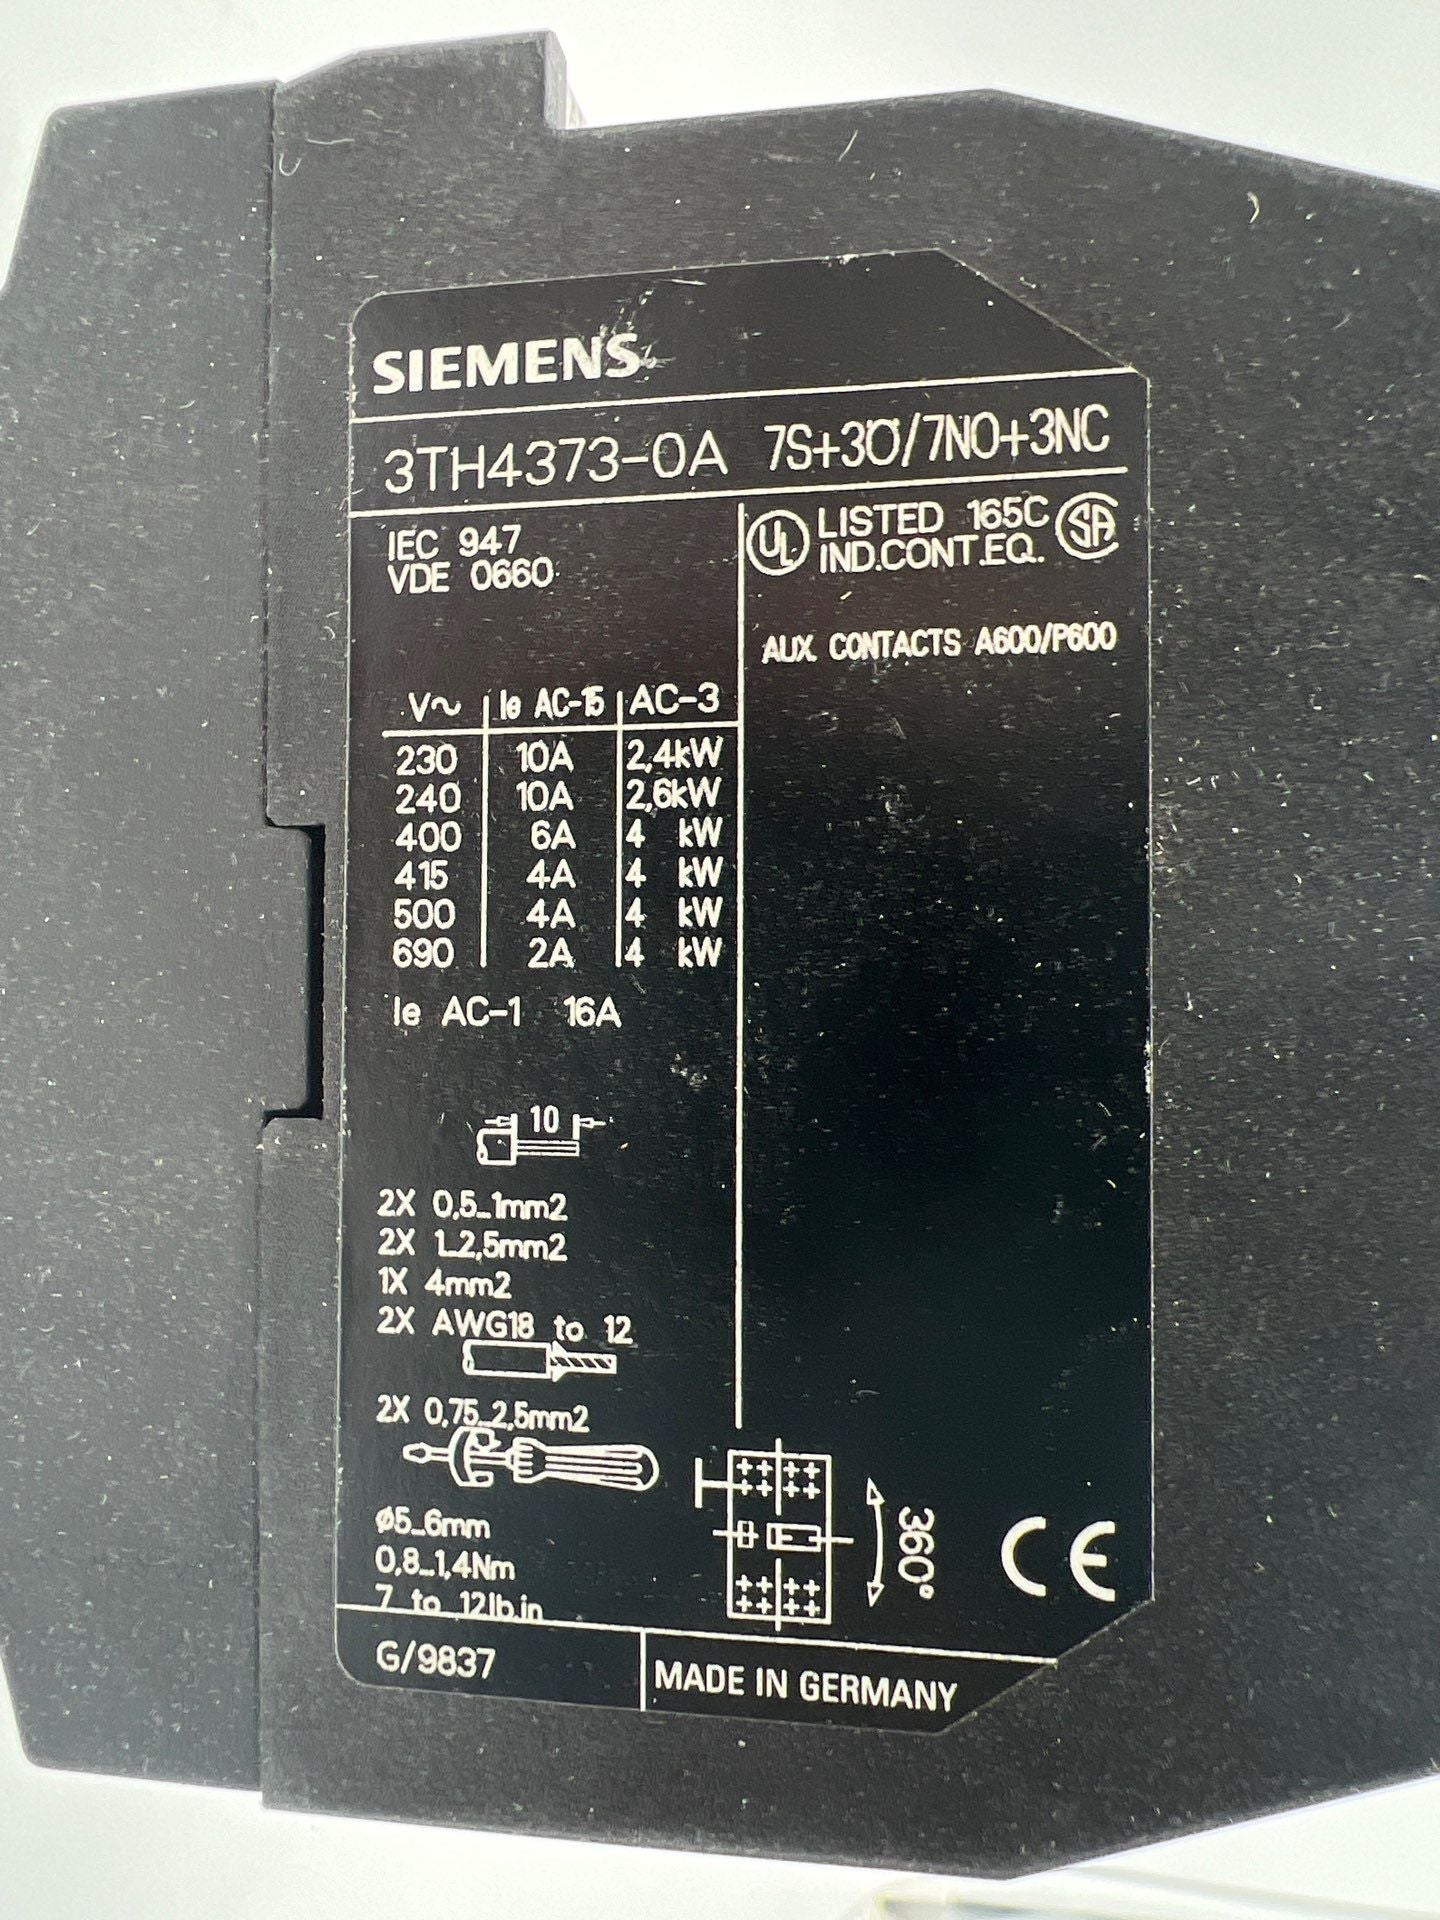 SIEMENS
3TH4373-0A 7S+3Ö/7NO+3NC
IEC 947
VDE 0660
UL LISTED 165C SA
IND.CONT.EQ.
AUX. CONTACTS A600/P600
V~ Ie AC-15 AC-3
230 10A 2,4kW
240 10A 2,6kW
400 6A 4 kW
415 4A 4 kW
500 4A 4 kW
690 2A 4 kW
Ie AC-1 16A
10
2X 0,5...1mm2
2X 1...2,5mm2
1X 4mm2
2X AWG18 to 12
2X 0,75...2,5mm2
ø5...6mm
0,8...1,4Nm
7 to 12lb.in
360°
CE
G/9837
MADE IN GERMANY